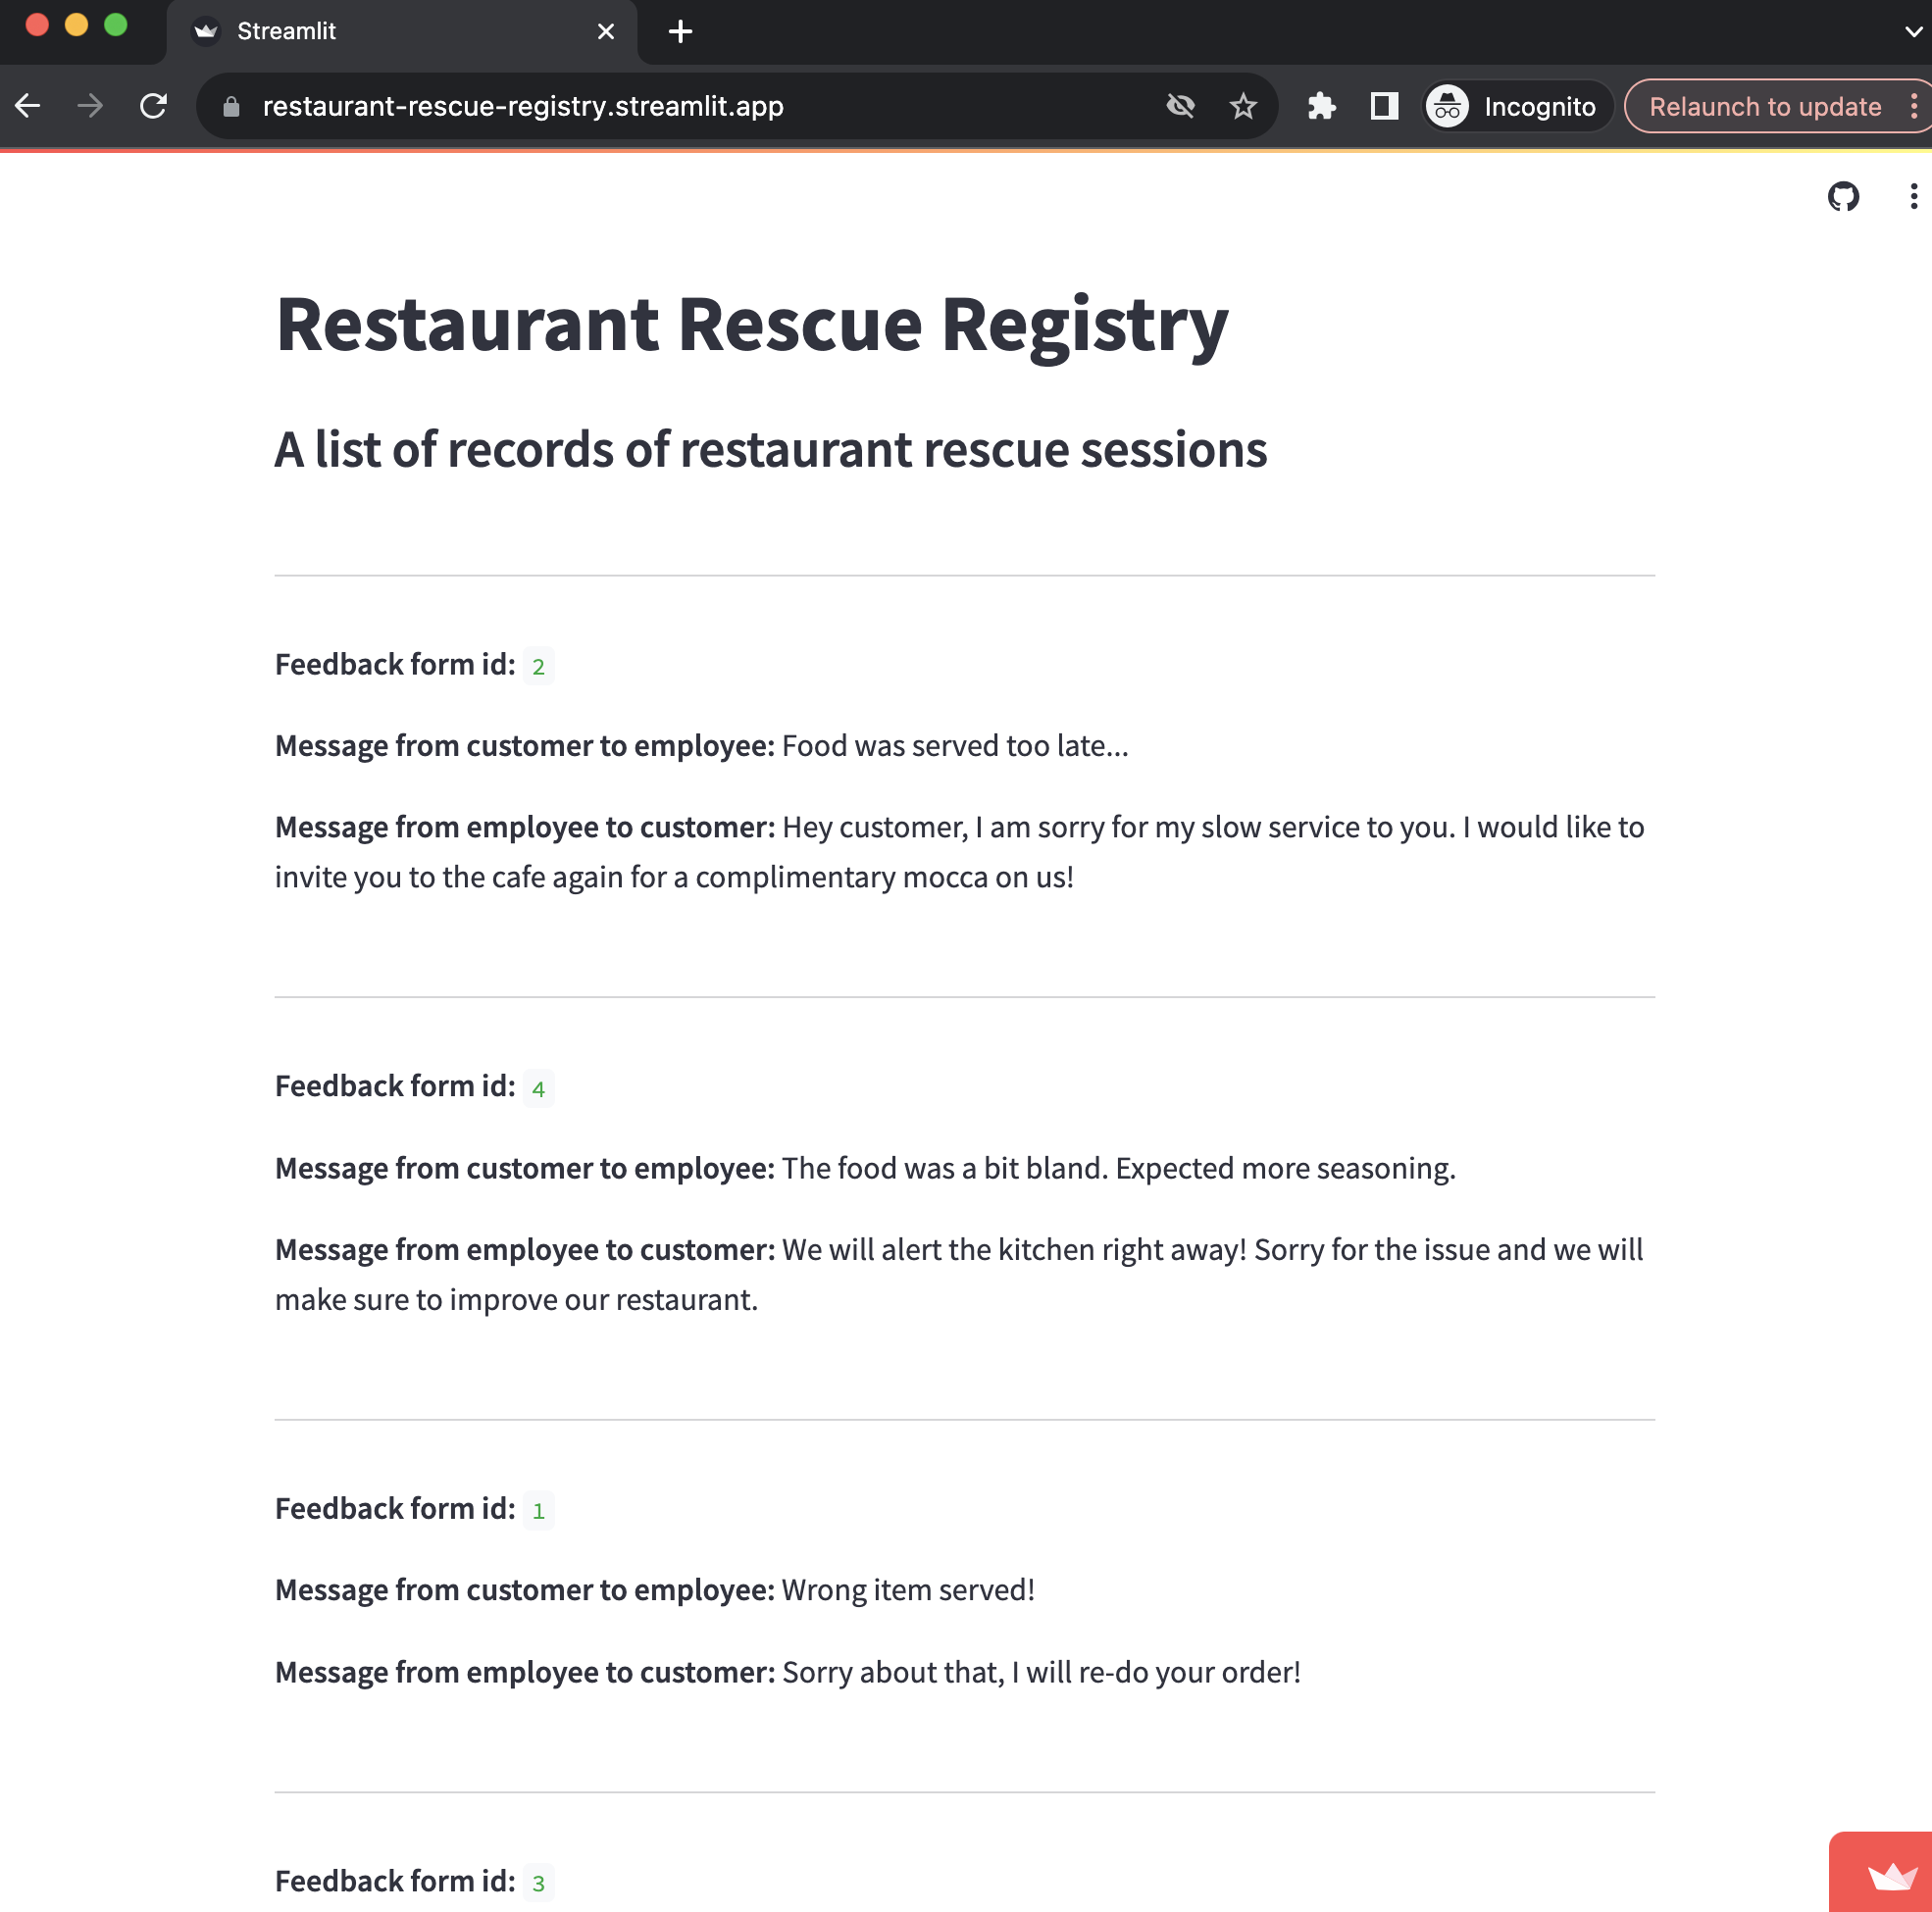 Streamlit
restaurant-rescue-registry.streamlit.app
Incognito
Relaunch to update
Restaurant Rescue Registry
A list of records of restaurant rescue sessions
Feedback form id: 2
Message from customer to employee: Food was served too late...
Message from employee to customer: Hey customer, I am sorry for my slow service to you. I would like to
invite you to the cafe again for a complimentary mocca on us!
Feedback form id: 4
Message from customer to employee: The food was a bit bland. Expected more seasoning.
Message from employee to customer: We will alert the kitchen right away! Sorry for the issue and we will
make sure to improve our restaurant.
Feedback form id: 1
Message from customer to employee: Wrong item served!
Message from employee to customer: Sorry about that, I will re-do your order!
Feedback form id: 3